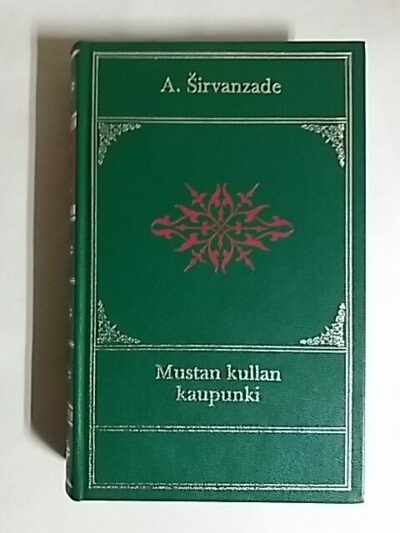 A. Širvanzade
Mustan kullan
kaupunki